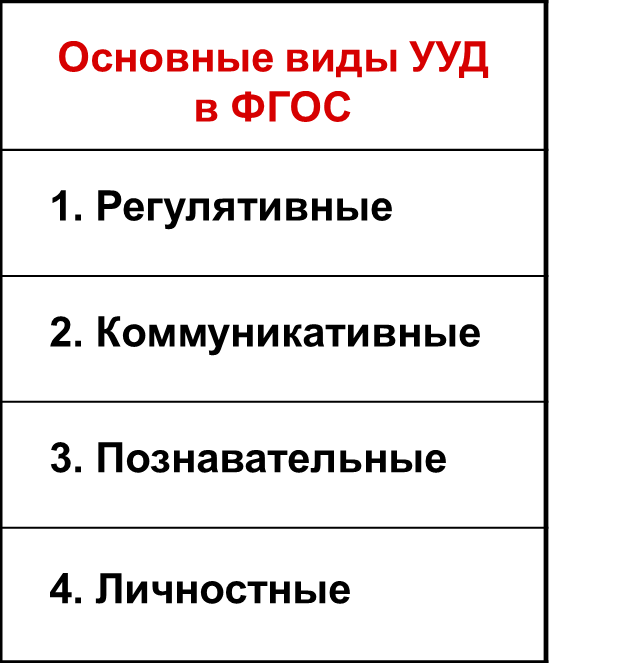 Основные виды УУД
в ФГОС
1. Регулятивные
2. Коммуникативные
3. Познавательные
4. Личностные